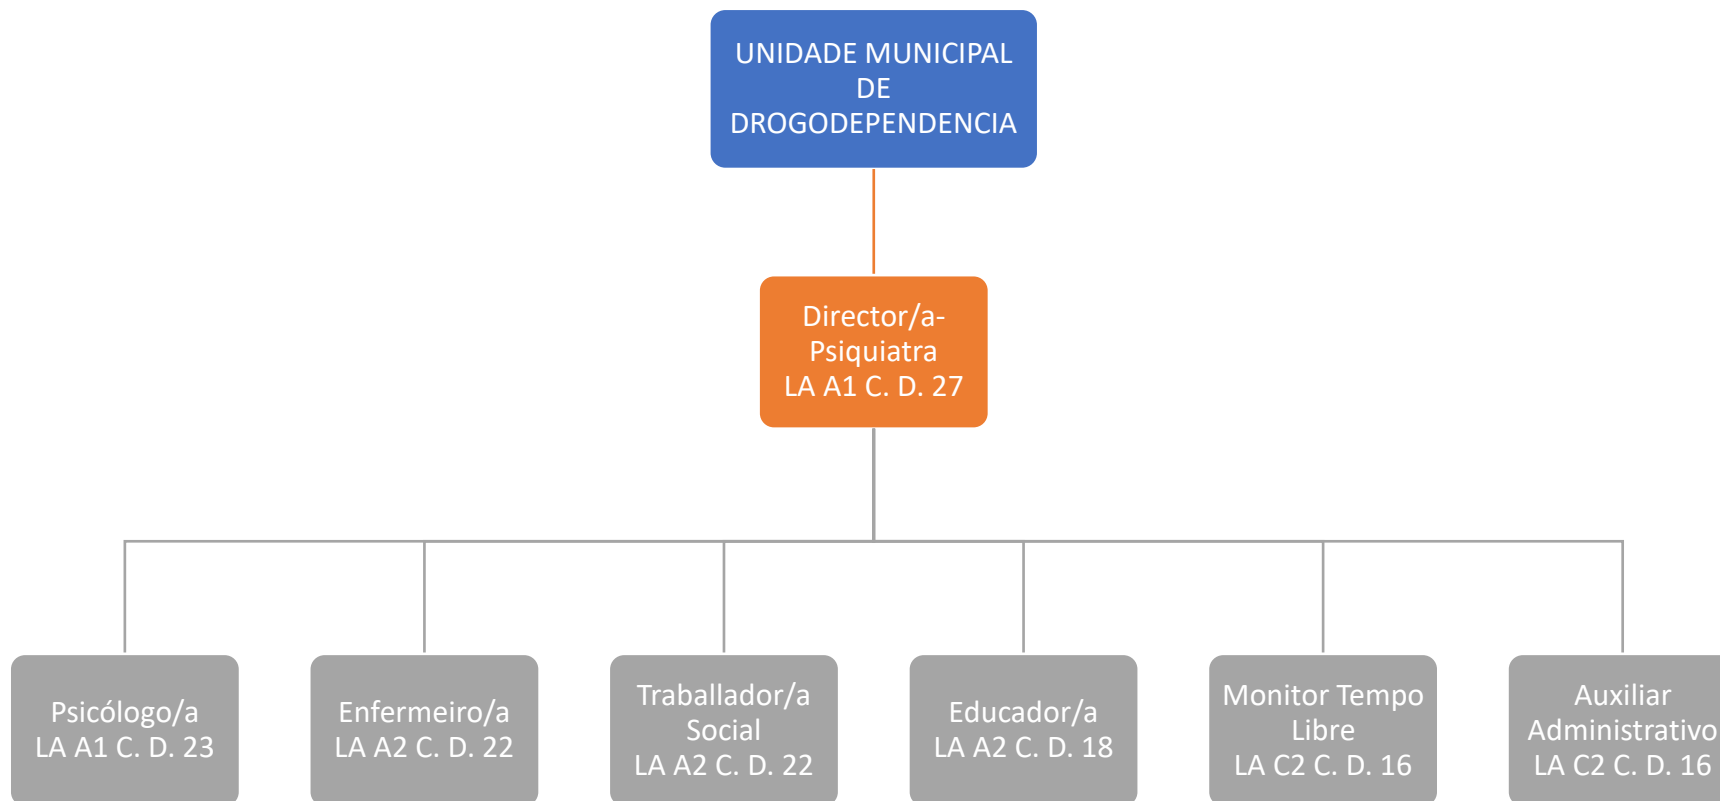 UNIDADE MUNICIPAL
DE
DROGODEPENDENCIA
Director/a-
Psiquiatra
LA A1 C. D. 27
Psicólogo/a
LA A1 C. D. 23
Enfermeiro/a
LA A2 C. D. 22
Traballador/a
Social
LA A2 C. D. 22
Educador/a
LA A2 C. D. 18
Monitor Tempo
Libre
LA C2 C. D. 16
Auxiliar
Administrativo
LA C2 C. D. 16